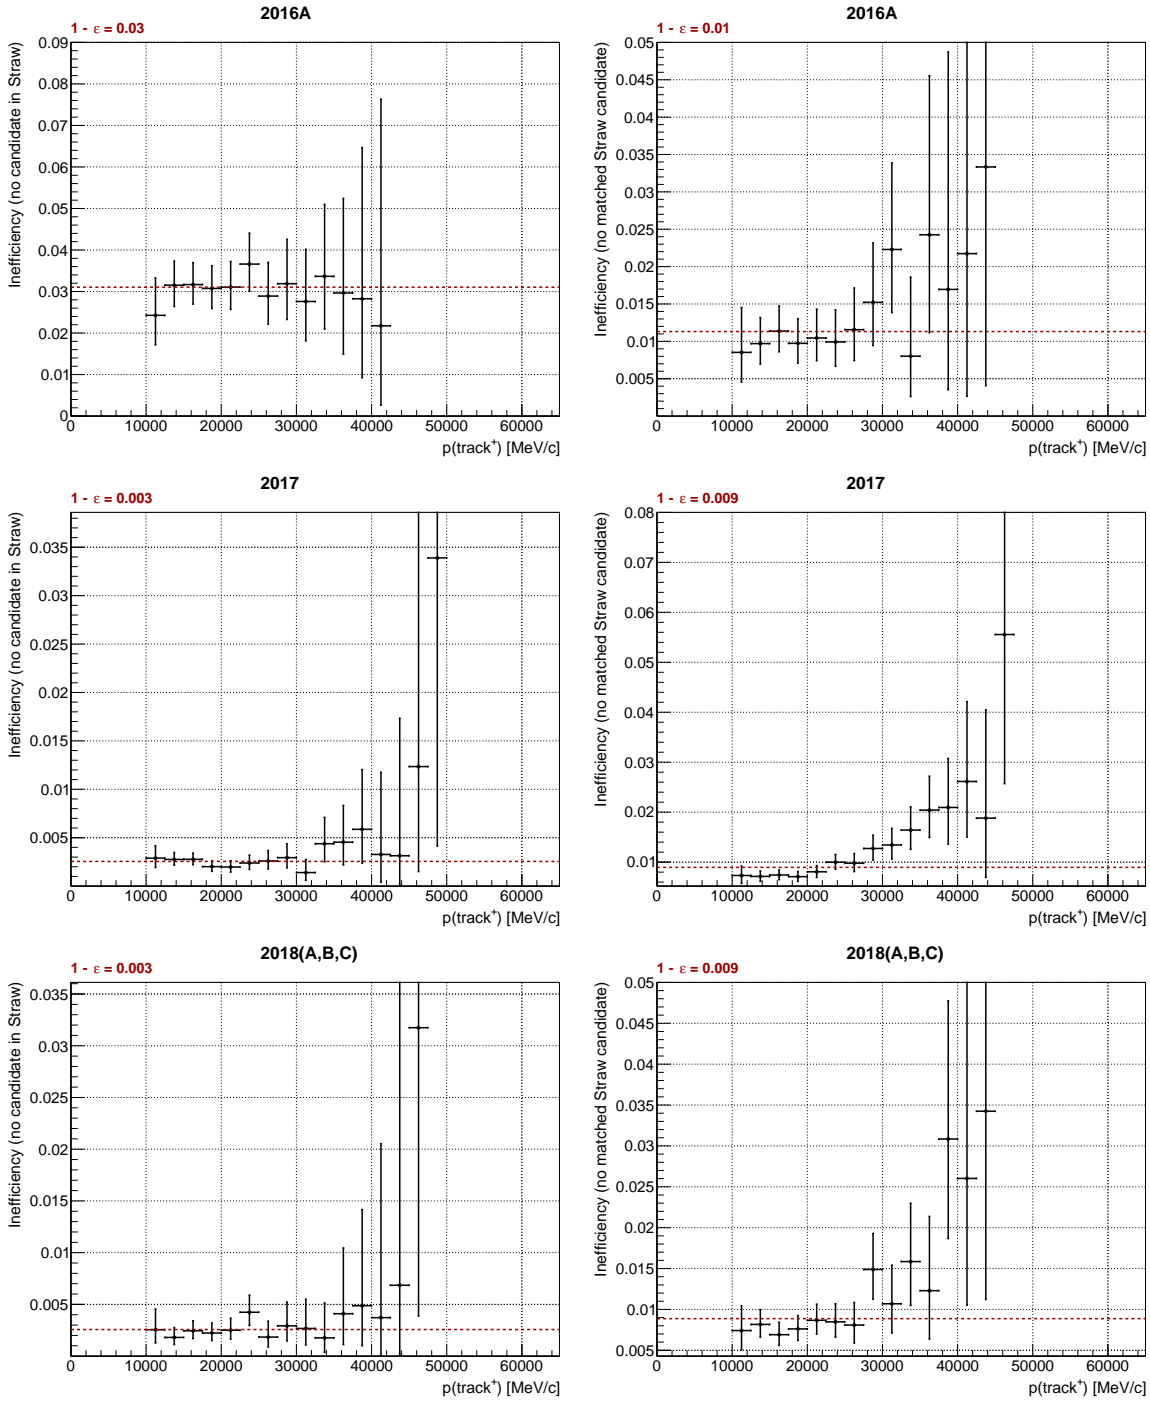 2016A
1 - ε = 0.03
Inefficiency (no candidate in Straw)
0.09
0.08
0.07
0.06
0.05
0.04
0.03
0.02
0.01
0
0 10000 20000 30000 40000 50000 60000
p(track⁺) [MeV/c]
2016A
1 - ε = 0.01
Inefficiency (no matched Straw candidate)
0.05
0.045
0.04
0.035
0.03
0.025
0.02
0.015
0.01
0.005
0 10000 20000 30000 40000 50000 60000
p(track⁺) [MeV/c]
2017
1 - ε = 0.003
Inefficiency (no candidate in Straw)
0.035
0.03
0.025
0.02
0.015
0.01
0.005
0 10000 20000 30000 40000 50000 60000
p(track⁺) [MeV/c]
2017
1 - ε = 0.009
Inefficiency (no matched Straw candidate)
0.08
0.07
0.06
0.05
0.04
0.03
0.02
0.01
0 10000 20000 30000 40000 50000 60000
p(track⁺) [MeV/c]
2018(A,B,C)
1 - ε = 0.003
Inefficiency (no candidate in Straw)
0.035
0.03
0.025
0.02
0.015
0.01
0.005
0 10000 20000 30000 40000 50000 60000
p(track⁺) [MeV/c]
2018(A,B,C)
1 - ε = 0.009
Inefficiency (no matched Straw candidate)
0.05
0.045
0.04
0.035
0.03
0.025
0.02
0.015
0.01
0.005
0 10000 20000 30000 40000 50000 60000
p(track⁺) [MeV/c]